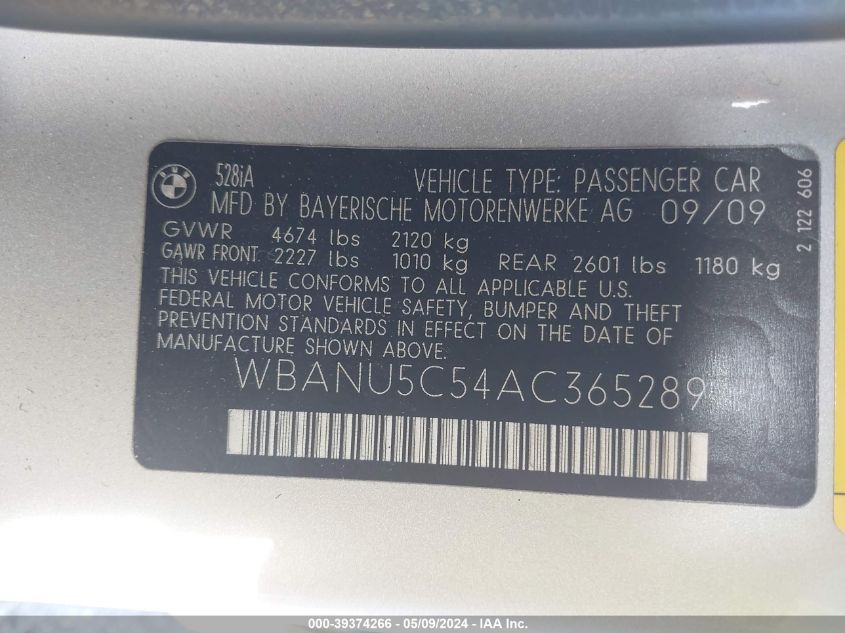 BMW
528iA
VEHICLE TYPE: PASSENGER CAR
MFD BY BAYERISCHE MOTORENWERKE AG 09/09
GVWR 4674 lbs 2120 kg
GAWR FRONT 2227 lbs 1010 kg REAR 2601 lbs 1180 kg
THIS VEHICLE CONFORMS TO ALL APPLICABLE U.S.
FEDERAL MOTOR VEHICLE SAFETY, BUMPER AND THEFT
PREVENTION STANDARDS IN EFFECT ON THE DATE OF
MANUFACTURE SHOWN ABOVE.
WBANU5C54AC365289
2 122 606
000-39374266 - 05/09/2024 - IAA Inc.